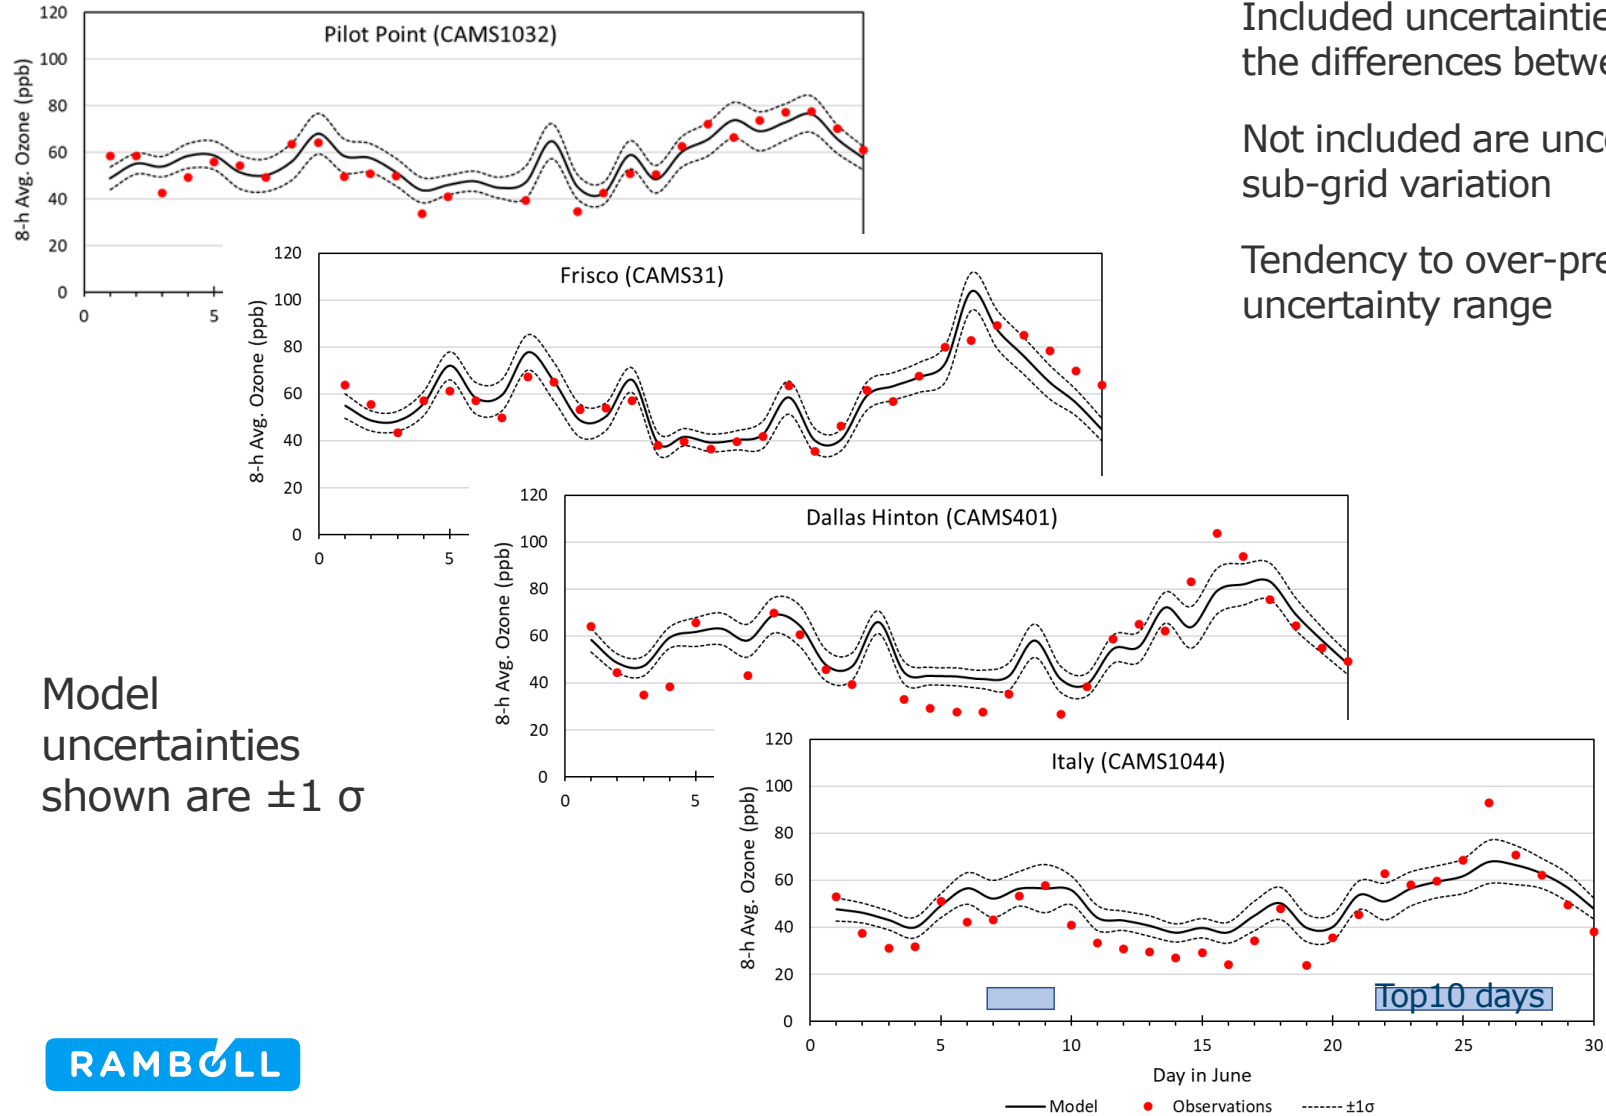 Included uncertainties
the differences betwe
Not included are unc
sub-grid variation
Tendency to over-pre
uncertainty range
Pilot Point (CAMS1032)
8-h Avg. Ozone (ppb)
120
100
80
60
40
20
0
0 5
Frisco (CAMS31)
8-h Avg. Ozone (ppb)
120
100
80
60
40
20
0
0 5
Dallas Hinton (CAMS401)
8-h Avg. Ozone (ppb)
120
100
80
60
40
20
0
0 5
Model
uncertainties
shown are ±1 σ
Italy (CAMS1044)
8-h Avg. Ozone (ppb)
120
100
80
60
40
20
0
Top10 days
0 5 10 15 20 25 30
Day in June
Model Observations ±1σ
RAMBOLL